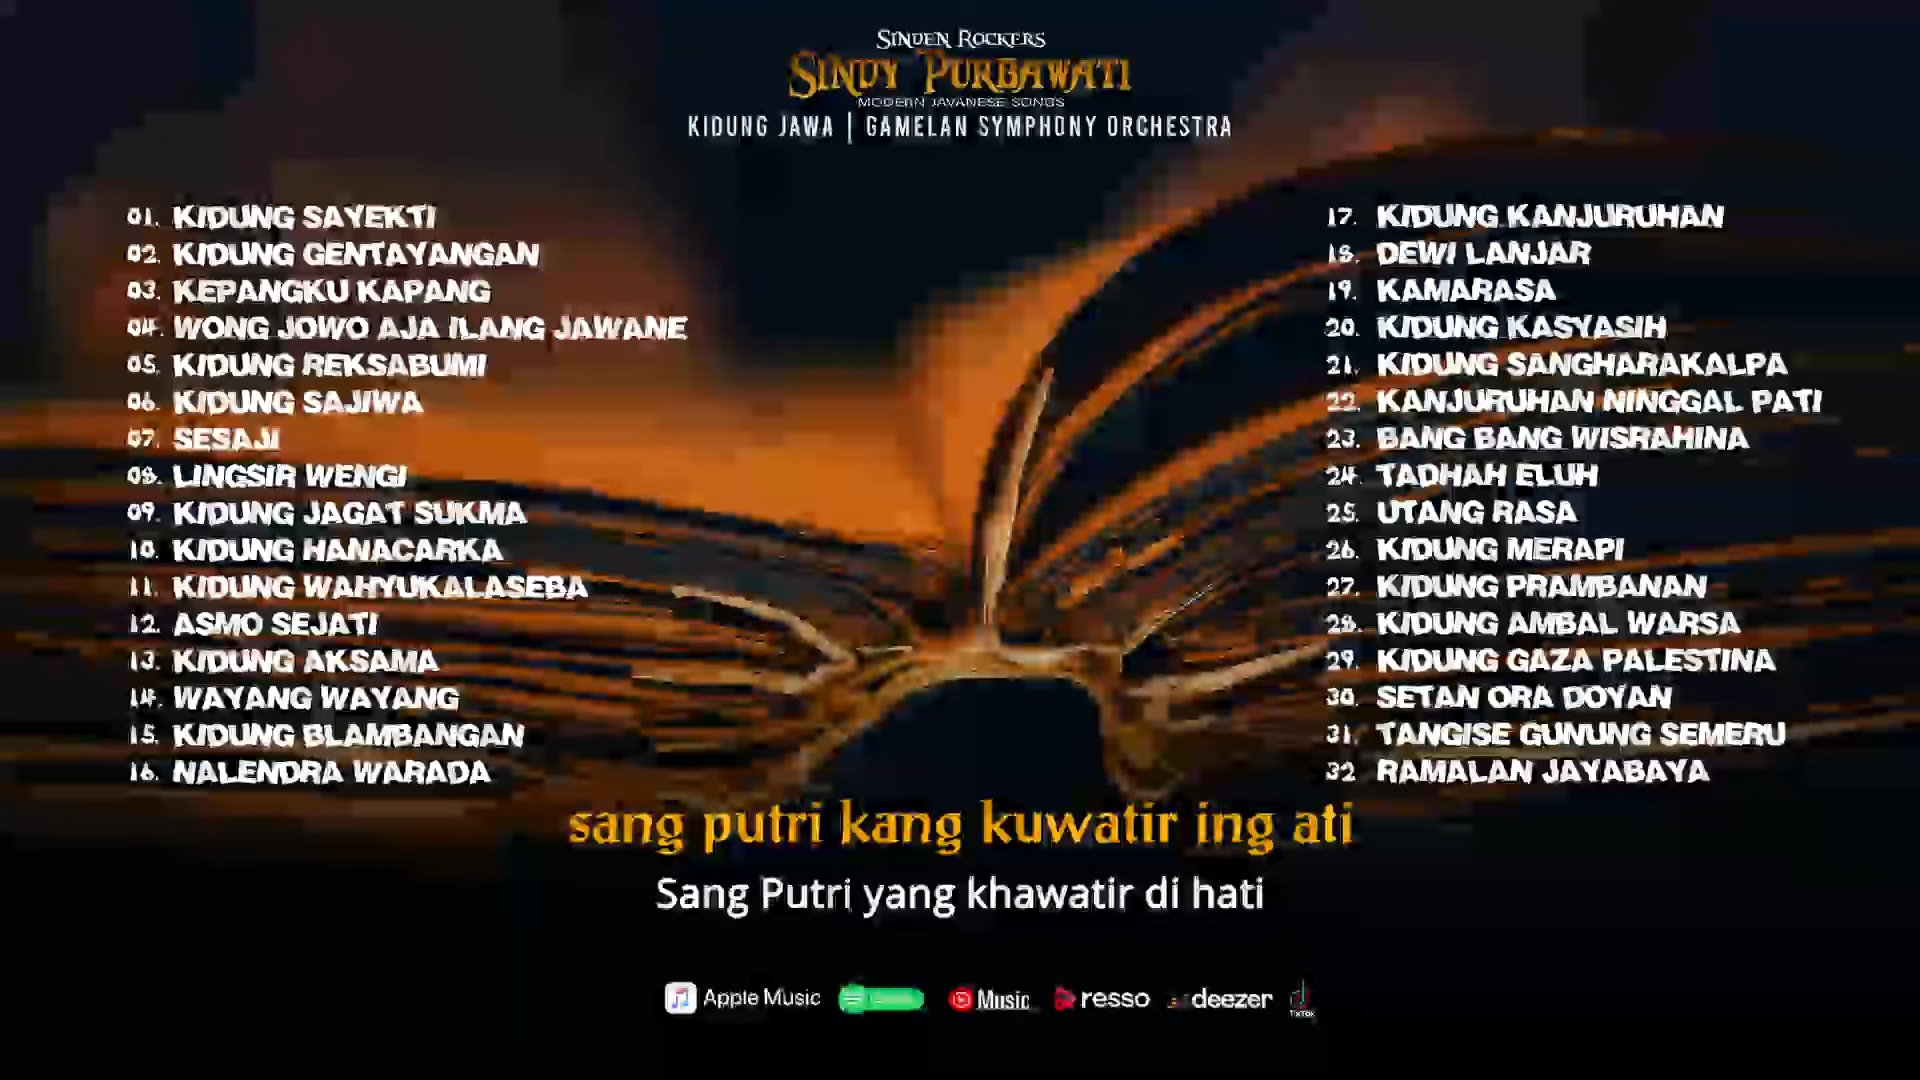 SINDEN ROCKERS
SINDY PURBAWATI
MODERN JAVANESE SONGS
KIDUNG JAWA | GAMELAN SYMPHONY ORCHESTRA
01. KIDUNG SAYEKTI
02. KIDUNG GENTAYANGAN
03. KEPANGKU KAPANG
04. WONG JOWO AJA ILANG JAWANE
05. KIDUNG REKSABUMI
06. KIDUNG SAJIWA
07. SESAJI
08. LINGSIR WENGI
09. KIDUNG JAGAT SUKMA
10. KIDUNG HANACARKA
11. KIDUNG WAHYUKALASEBA
12. ASMO SEJATI
13. KIDUNG AKSAMA
14. WAYANG WAYANG
15. KIDUNG BLAMBANGAN
16. NALENDRA WARADA
17. KIDUNG KANJURUHAN
18. DEWI LANJAR
19. KAMARASA
20. KIDUNG KASYASIH
21. KIDUNG SANGHARAKALPA
22. KANJURUHAN NINGGAL PATI
23. BANG BANG WISRAHINA
24. TADHAH ELUH
25. UTANG RASA
26. KIDUNG MERAPI
27. KIDUNG PRAMBANAN
28. KIDUNG AMBAL WARSA
29. KIDUNG GAZA PALESTINA
30. SETAN ORA DOYAN
31. TANGISE GUNUNG SEMERU
32 RAMALAN JAYABAYA
sang putri kang kuwatir ing ati
Sang Putri yang khawatir di hati
Apple Music
Music
resso
deezer
TikTok